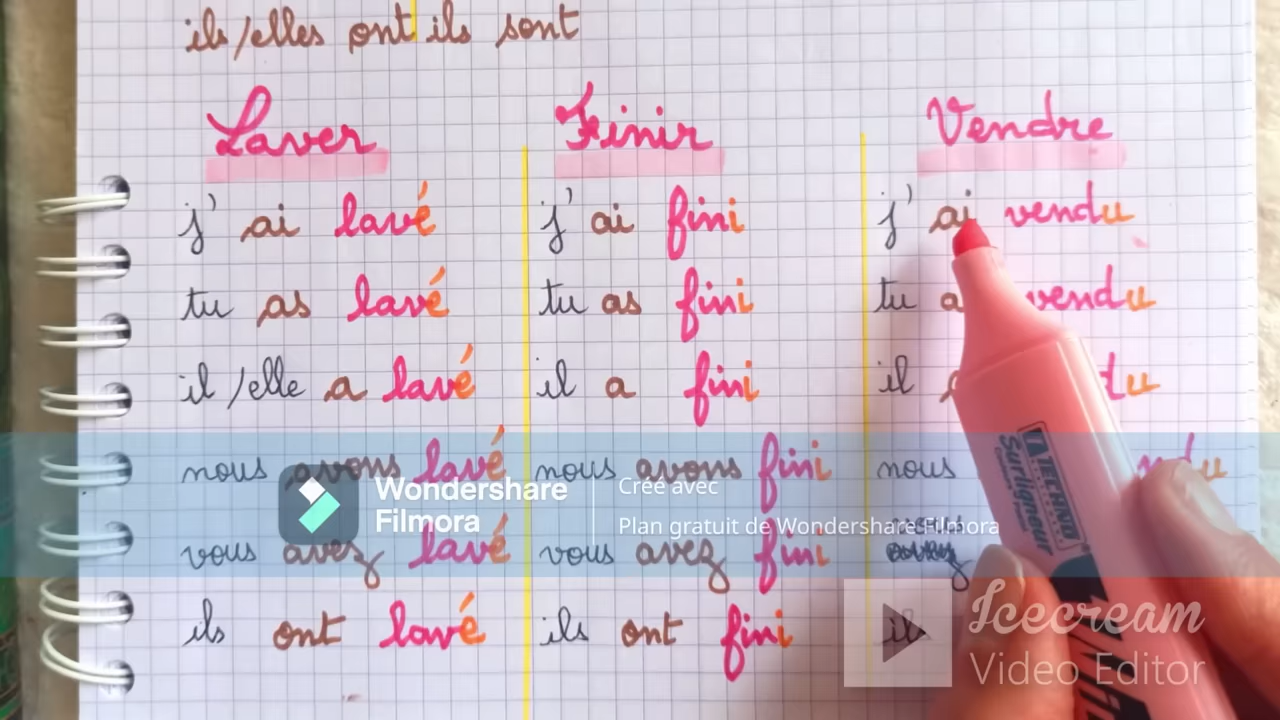 ils/elles ont ils sont
Laver Finir Vendre
j' ai lavé j' ai fini j' ai vendu
tu as lavé tu as fini tu a vendu
il/elle a lavé il a fini il du
nous avons lavé nous avons fini nous ndu
vous avez lavé vous avez fini
ils ont lavé ils ont fini il
Wondershare
Filmora
Créé avec
Plan gratuit de Wondershare Filmora
Icecream
Video Editor
TECHNO
Surligneur